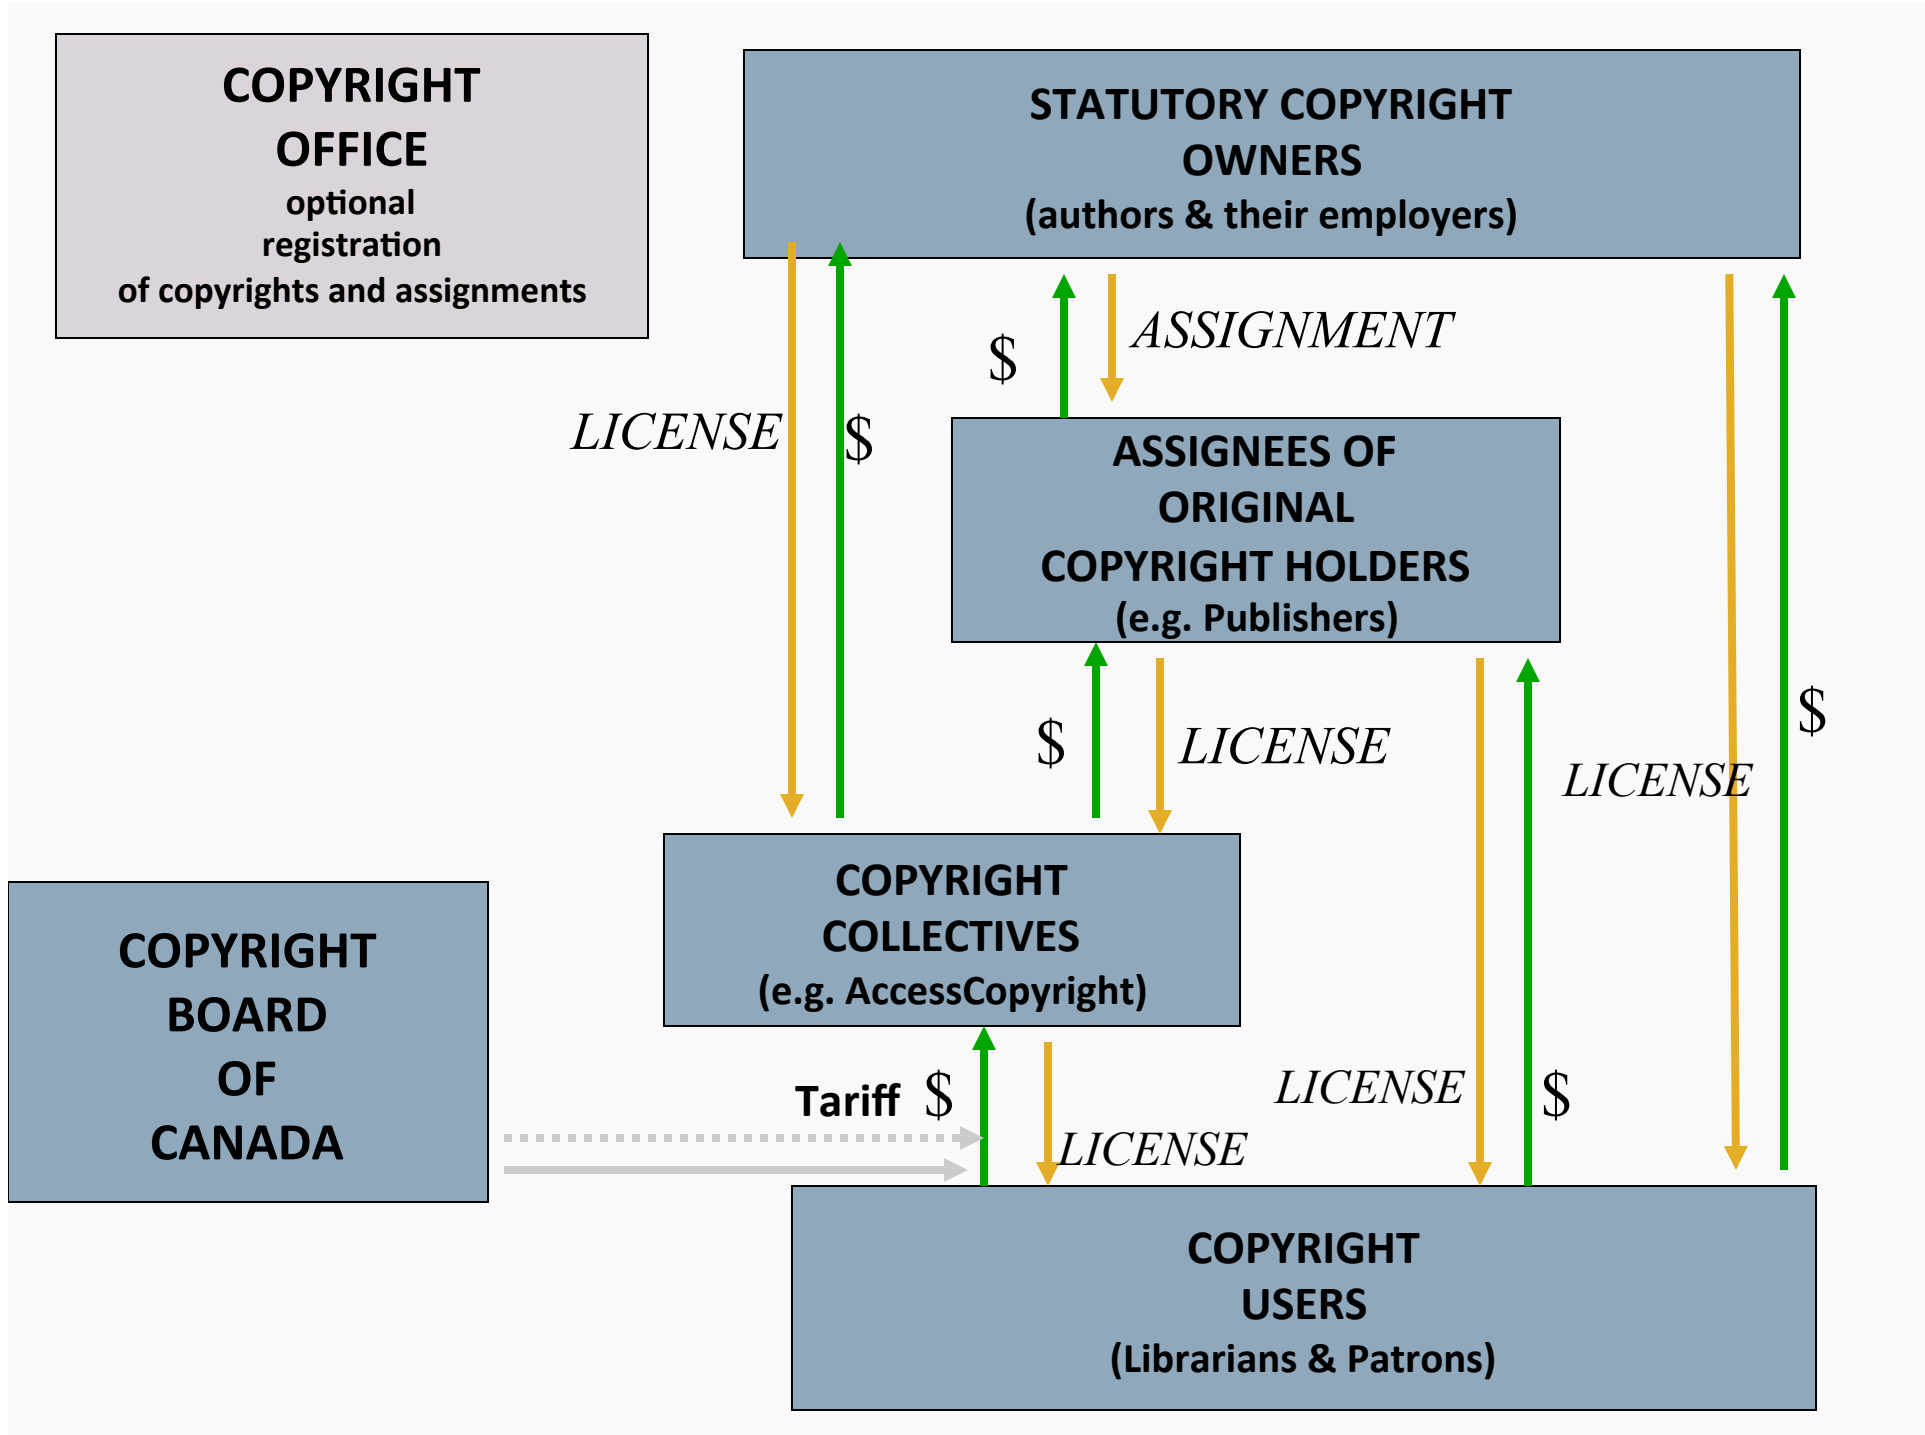 COPYRIGHT
OFFICE
optional
registration
of copyrights and assignments
STATUTORY COPYRIGHT
OWNERS
(authors & their employers)
$
ASSIGNMENT
LICENSE
$
ASSIGNEES OF
ORIGINAL
COPYRIGHT HOLDERS
(e.g. Publishers)
$
LICENSE
LICENSE
$
COPYRIGHT
COLLECTIVES
(e.g. AccessCopyright)
COPYRIGHT
BOARD
OF
CANADA
Tariff
$
LICENSE
LICENSE
$
COPYRIGHT
USERS
(Librarians & Patrons)